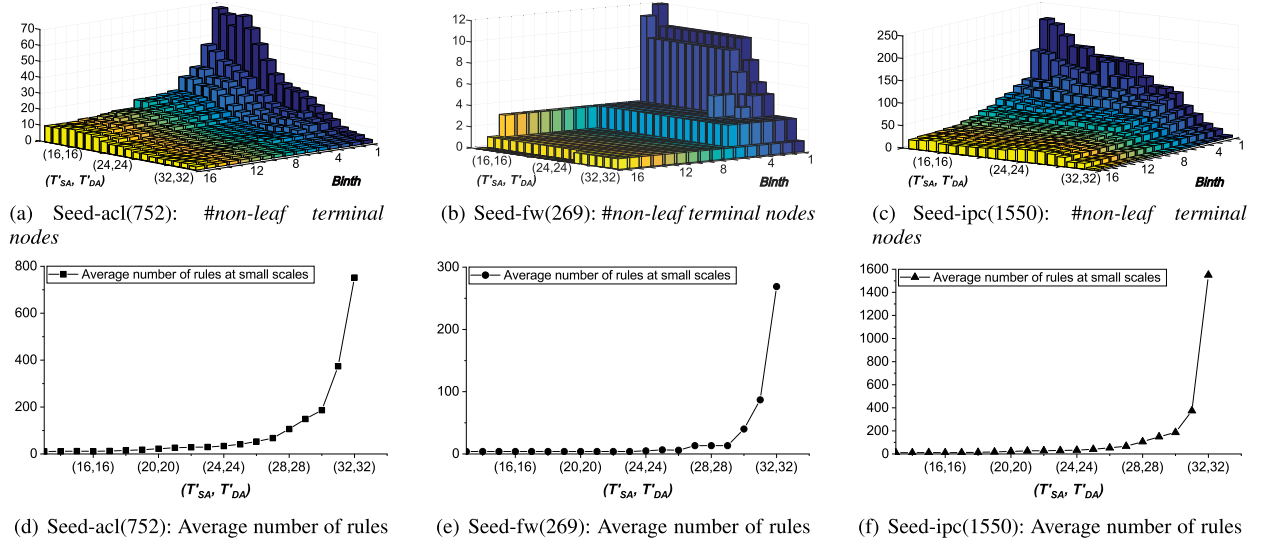 70
60
50
40
30
20
10
0
(16,16)
(24,24)
(32,32)
16
12
8
4
1
(T'SA, T'DA)
Binth
(a) Seed-acl(752): #non-leaf terminal
nodes
12
10
8
6
4
2
0
(16,16)
(24,24)
(32,32)
16
12
8
4
1
(T'SA, T'DA)
Binth
(b) Seed-fw(269): #non-leaf terminal nodes
250
200
150
100
50
0
(16,16)
(24,24)
(32,32)
16
12
8
4
1
(T'SA, T'DA)
Binth
(c) Seed-ipc(1550): #non-leaf terminal
nodes
Average number of rules at small scales
800
600
400
200
0
(16,16) (20,20) (24,24) (28,28) (32,32)
(T'SA, T'DA)
(d) Seed-acl(752): Average number of rules
Average number of rules at small scales
300
200
100
0
(16,16) (20,20) (24,24) (28,28) (32,32)
(T'SA, T'DA)
(e) Seed-fw(269): Average number of rules
Average number of rules at small scales
1600
1400
1200
1000
800
600
400
200
0
(16,16) (20,20) (24,24) (28,28) (32,32)
(T'SA, T'DA)
(f) Seed-ipc(1550): Average number of rules